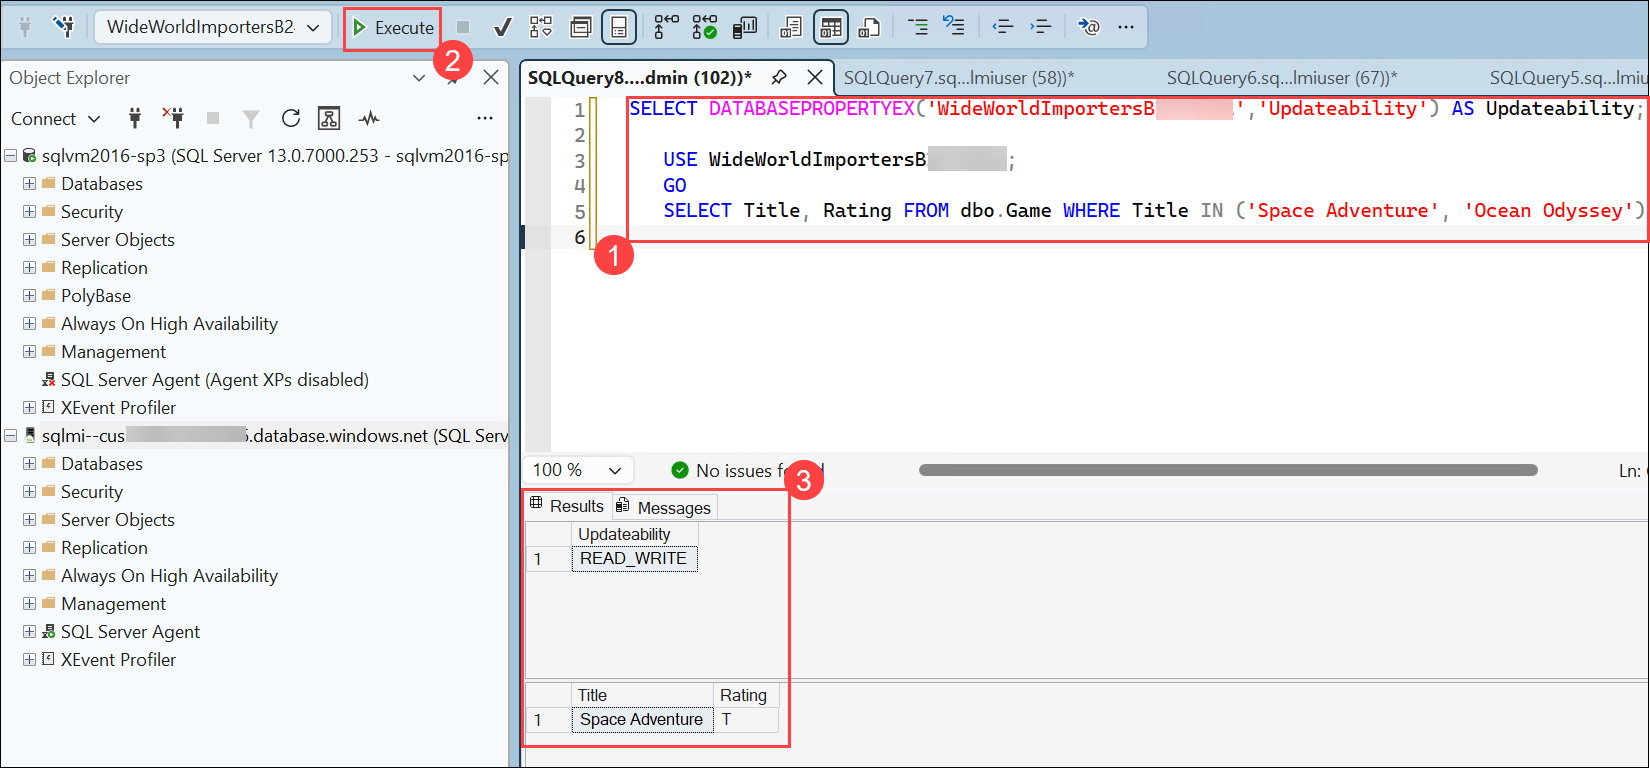 WideWorldImportersB2
Execute
2
Object Explorer
SQLQuery8....dmin (102))*
SQLQuery7.sq...lmiuser (58))*
SQLQuery6.sq...lmiuser (67))*
SQLQuery5.sq...lmiu
Connect
sqlvm2016-sp3 (SQL Server 13.0.7000.253 - sqlvm2016-sp
Databases
Security
Server Objects
Replication
PolyBase
Always On High Availability
Management
SQL Server Agent (Agent XPs disabled)
XEvent Profiler
sqlmi--cus .database.windows.net (SQL Serv
Databases
Security
Server Objects
Replication
Always On High Availability
Management
SQL Server Agent
XEvent Profiler
1 SELECT DATABASEPROPERTYEX('WideWorldImportersB ','Updateability') AS Updateability;
2
3 USE WideWorldImportersB ;
4 GO
5 SELECT Title, Rating FROM dbo.Game WHERE Title IN ('Space Adventure', 'Ocean Odyssey')
6
1
100 %
No issues
Ln:
3
Results
Messages
Updateability
1 READ_WRITE
Title Rating
1 Space Adventure T